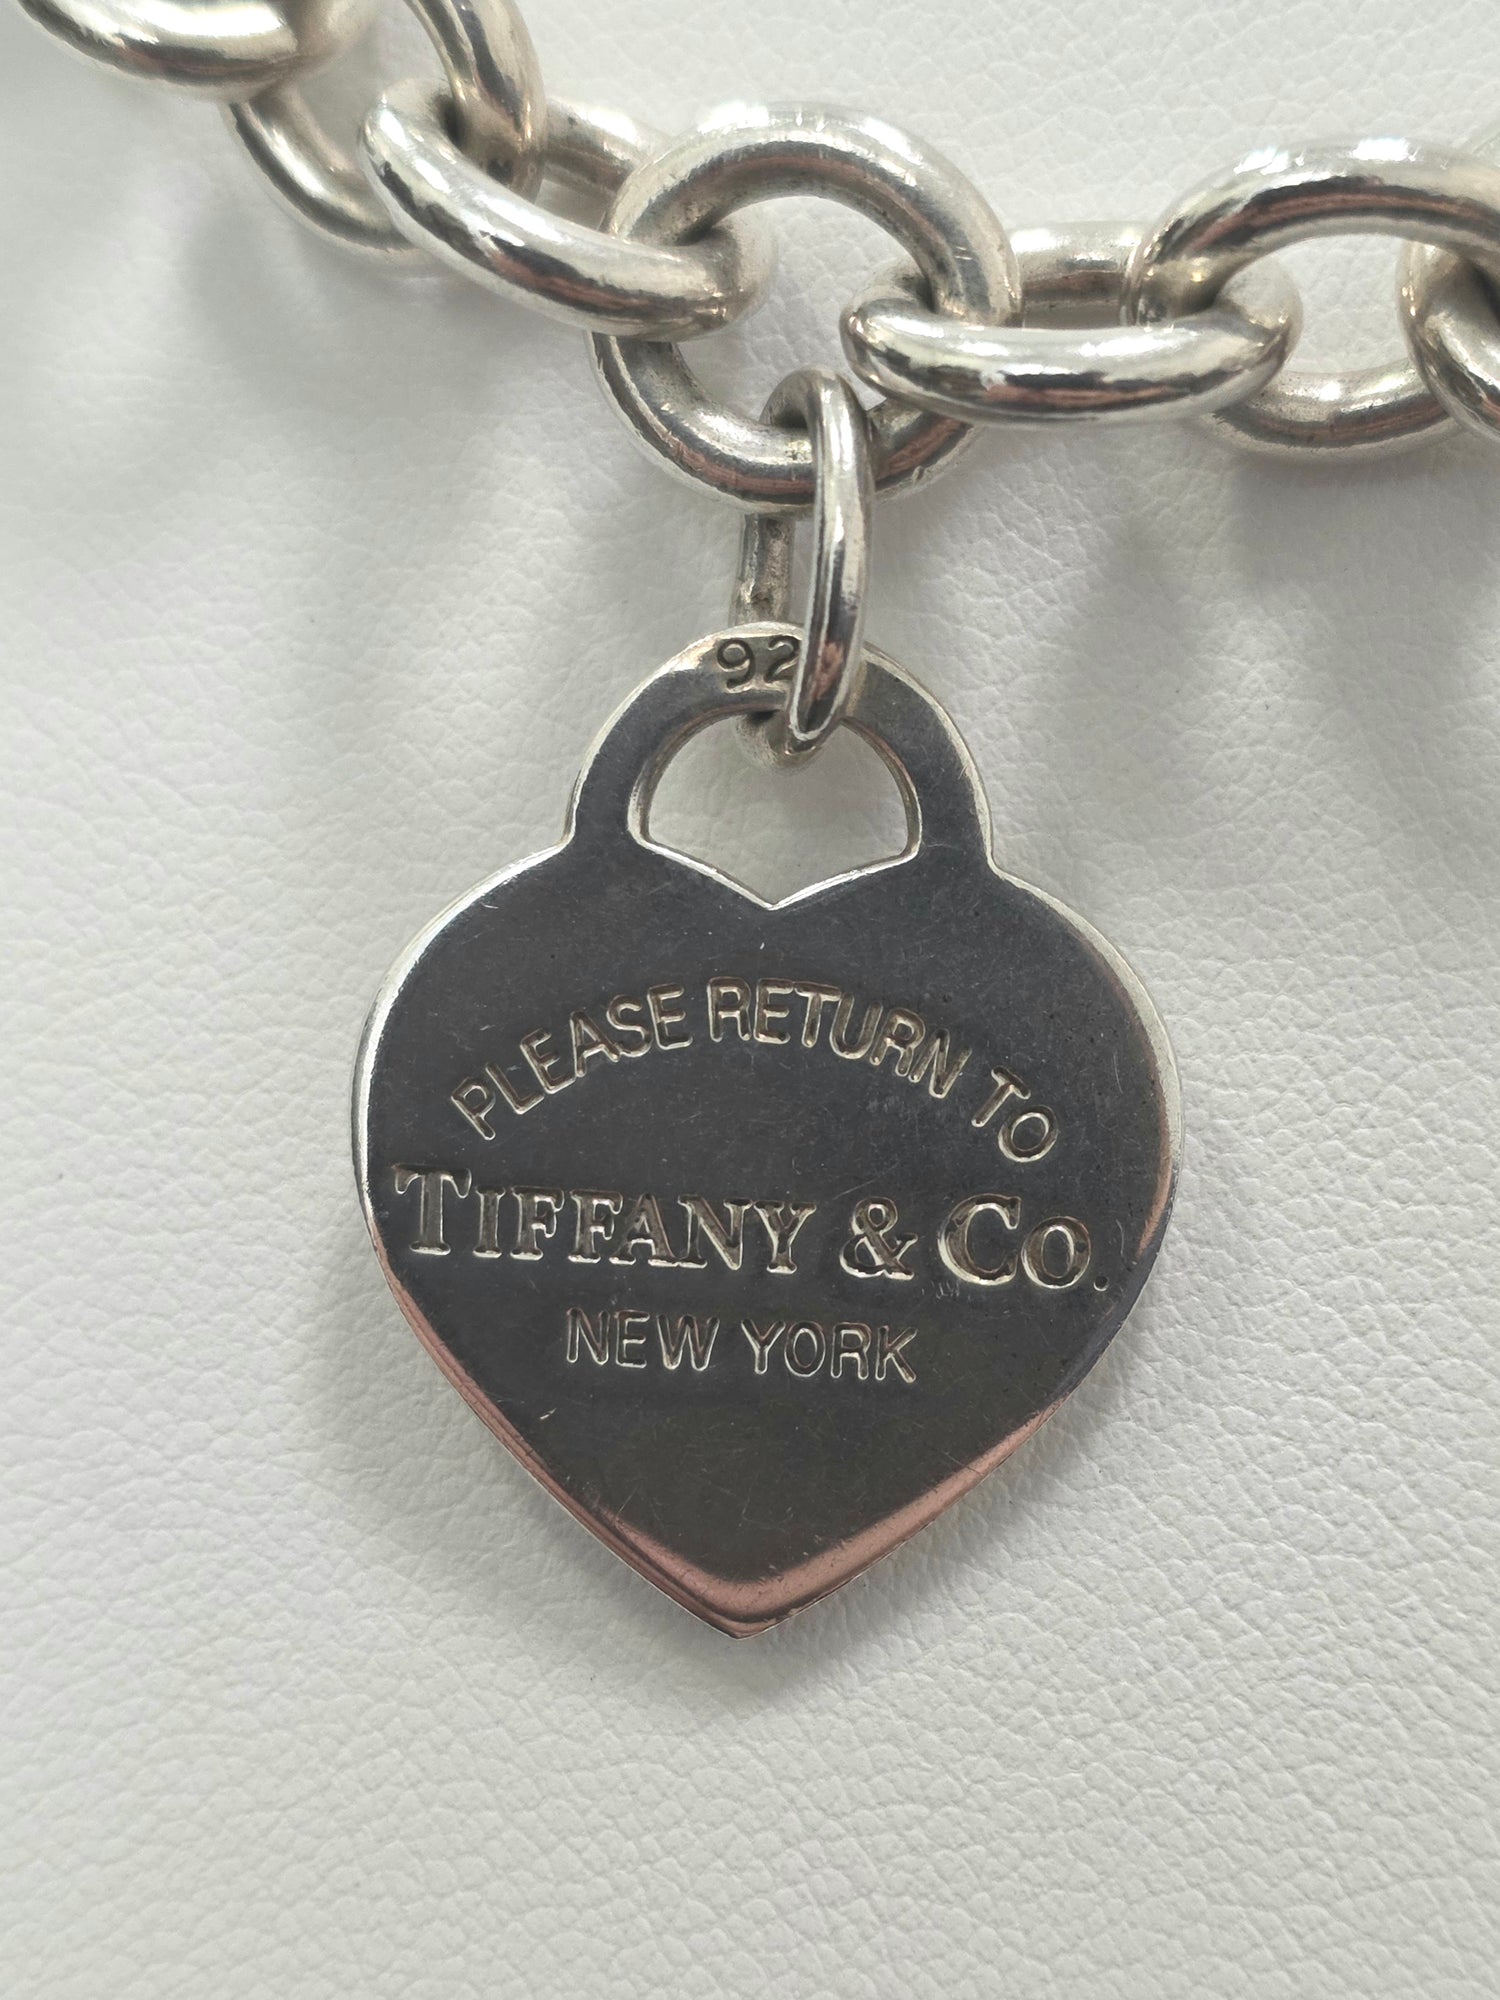 92
PLEASE RETURN TO
TIFFANY & CO.
NEW YORK